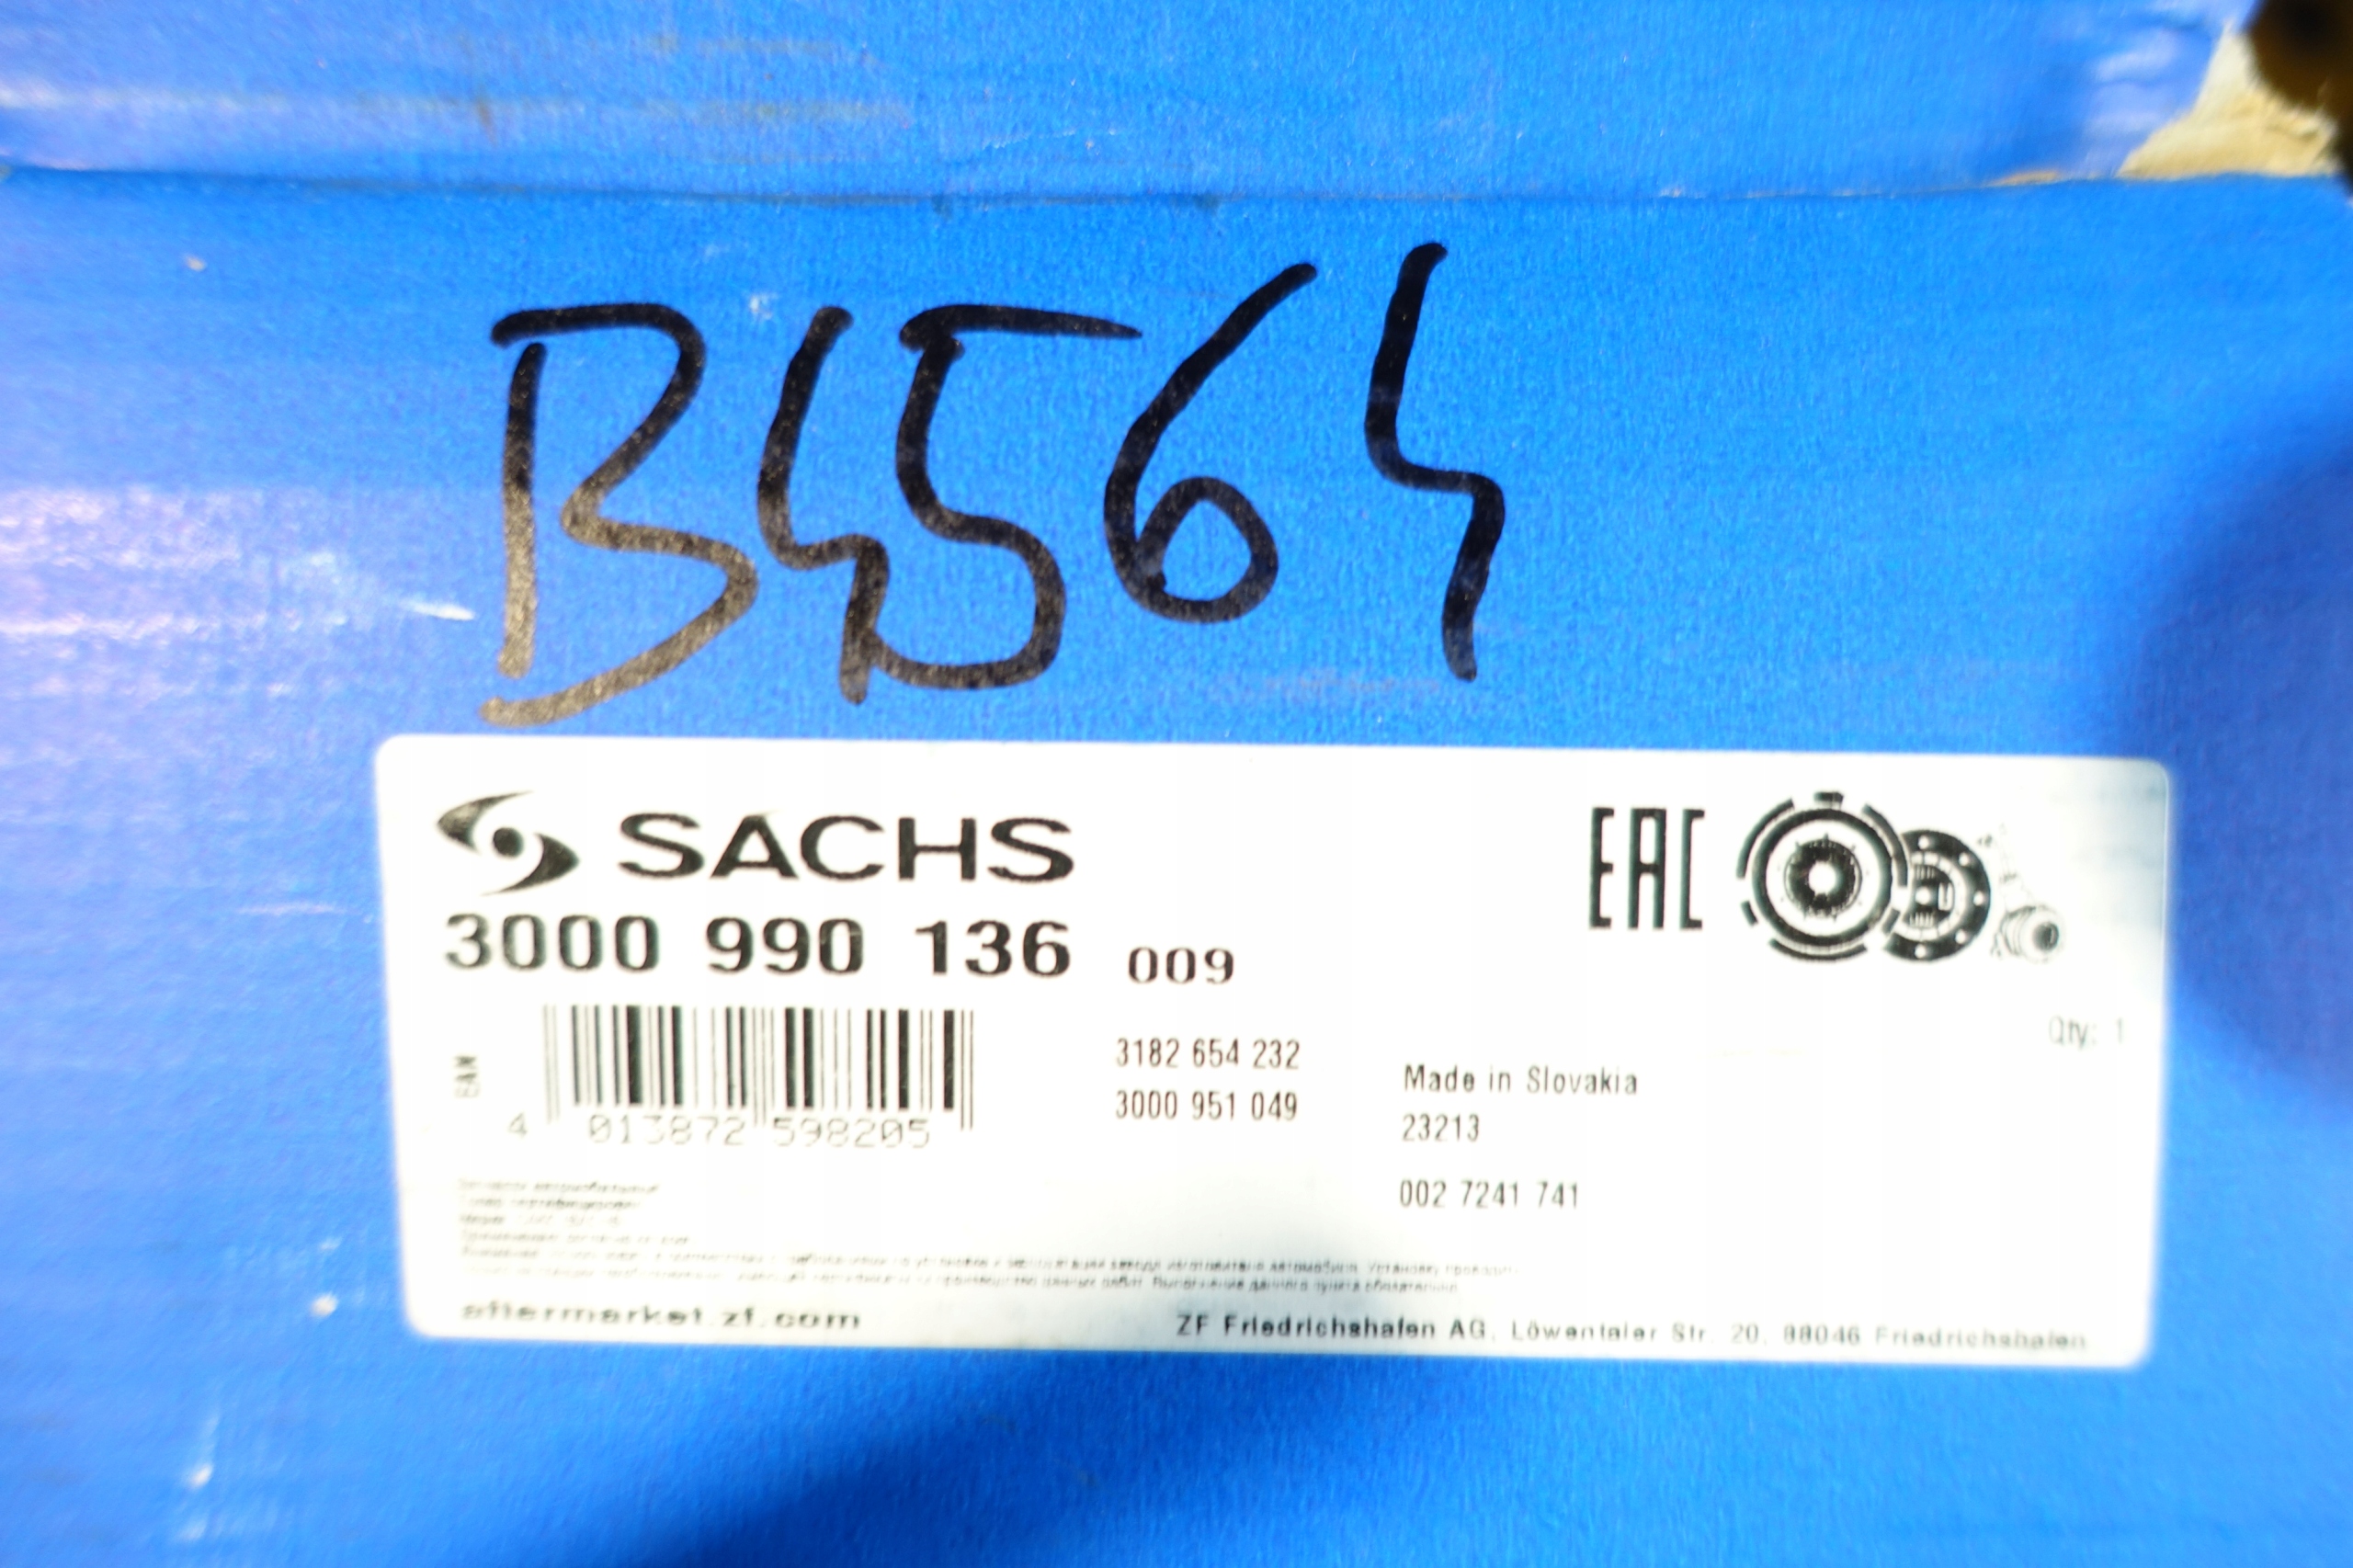 B4564
SACHS
EAC
3000 990 136 009
Qty: 1
3182 654 232
3000 951 049
Made in Slovakia
23213
002 7241 741
EAN
4 013872 598205
aftermarket.zf.com
ZF Friedrichshafen AG, Löwentaler Str. 20, 88046 Friedrichshafen